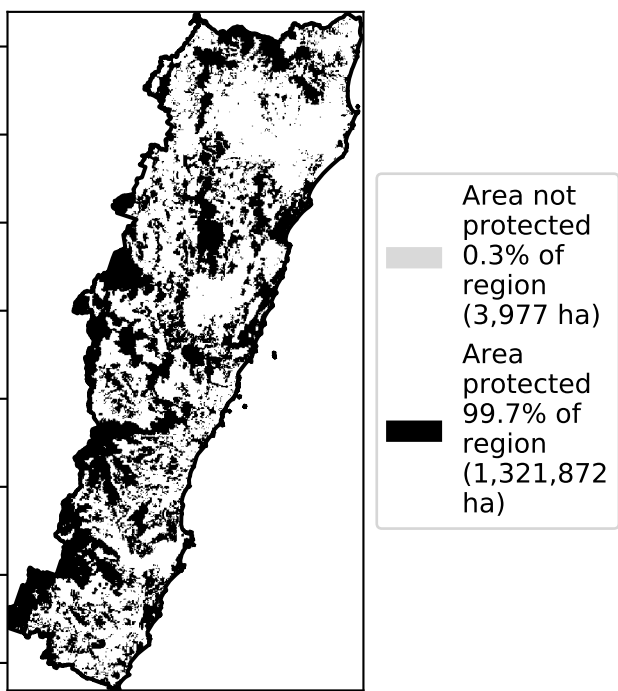 Area not
protected
0.3% of
region
(3,977 ha)
Area
protected
99.7% of
region
(1,321,872
ha)